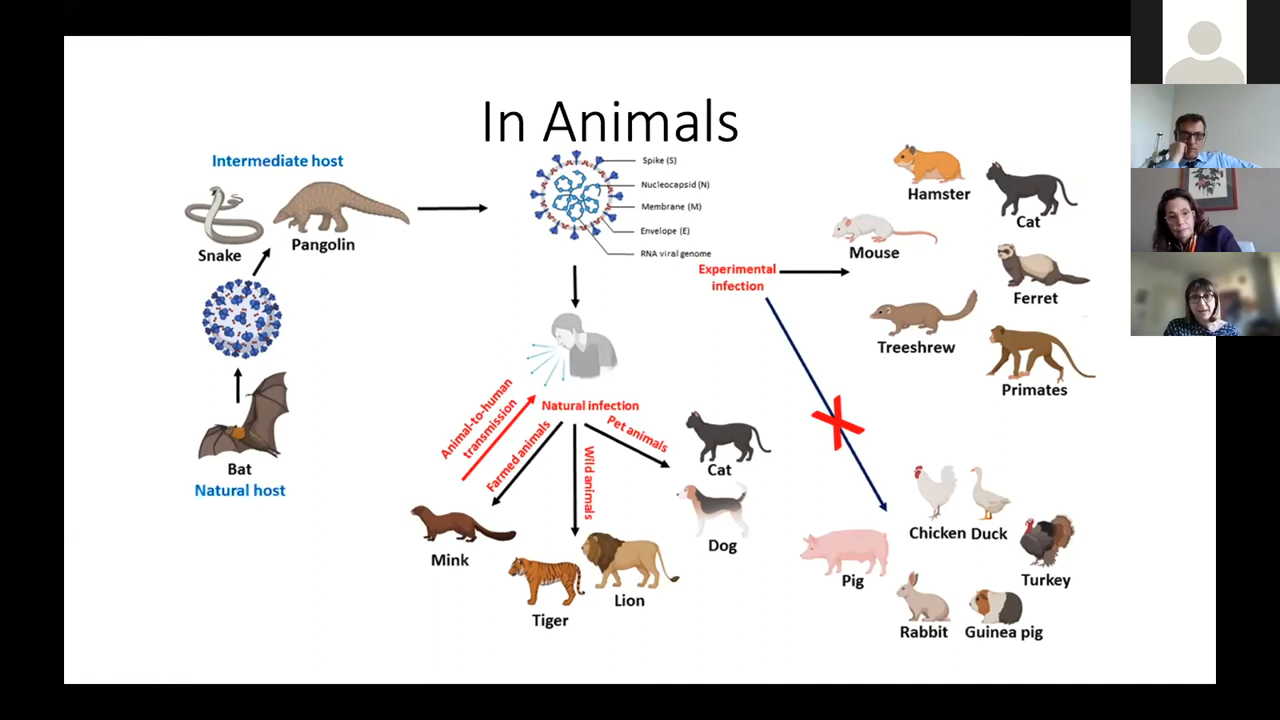 In Animals
Intermediate host
Snake
Pangolin
Bat
Natural host
Spike (S)
Nucleocapsid (N)
Membrane (M)
Envelope (E)
RNA viral genome
Natural infection
Animal-to-human
transmission
Farmed animals
Wild animals
Pet animals
Mink
Tiger
Lion
Cat
Dog
Experimental
infection
Hamster
Cat
Mouse
Ferret
Treeshrew
Primates
Chicken Duck
Pig
Turkey
Rabbit
Guinea pig